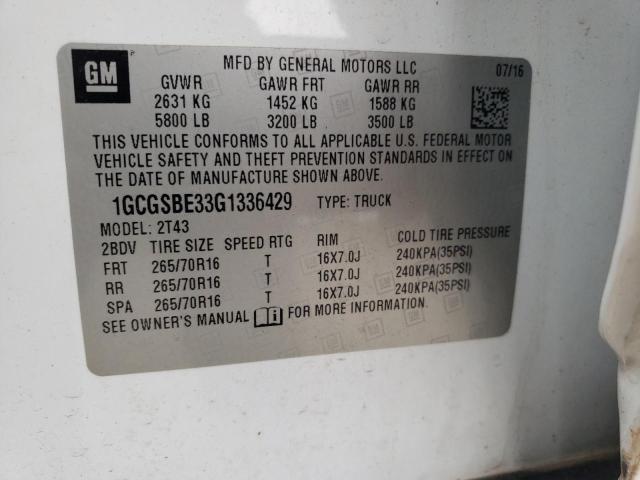 GM
MFD BY GENERAL MOTORS LLC 07/16
GVWR GAWR FRT GAWR RR
2631 KG 1452 KG 1588 KG
5800 LB 3200 LB 3500 LB
THIS VEHICLE CONFORMS TO ALL APPLICABLE U.S. FEDERAL MOTOR
VEHICLE SAFETY AND THEFT PREVENTION STANDARDS IN EFFECT ON
THE DATE OF MANUFACTURE SHOWN ABOVE.
1GCGSBE33G1336429 TYPE: TRUCK
MODEL: 2T43
2BDV TIRE SIZE SPEED RTG RIM COLD TIRE PRESSURE
FRT 265/70R16 T 16X7.0J 240KPA(35PSI)
RR 265/70R16 T 16X7.0J 240KPA(35PSI)
SPA 265/70R16 T 16X7.0J 240KPA(35PSI)
SEE OWNER'S MANUAL FOR MORE INFORMATION.